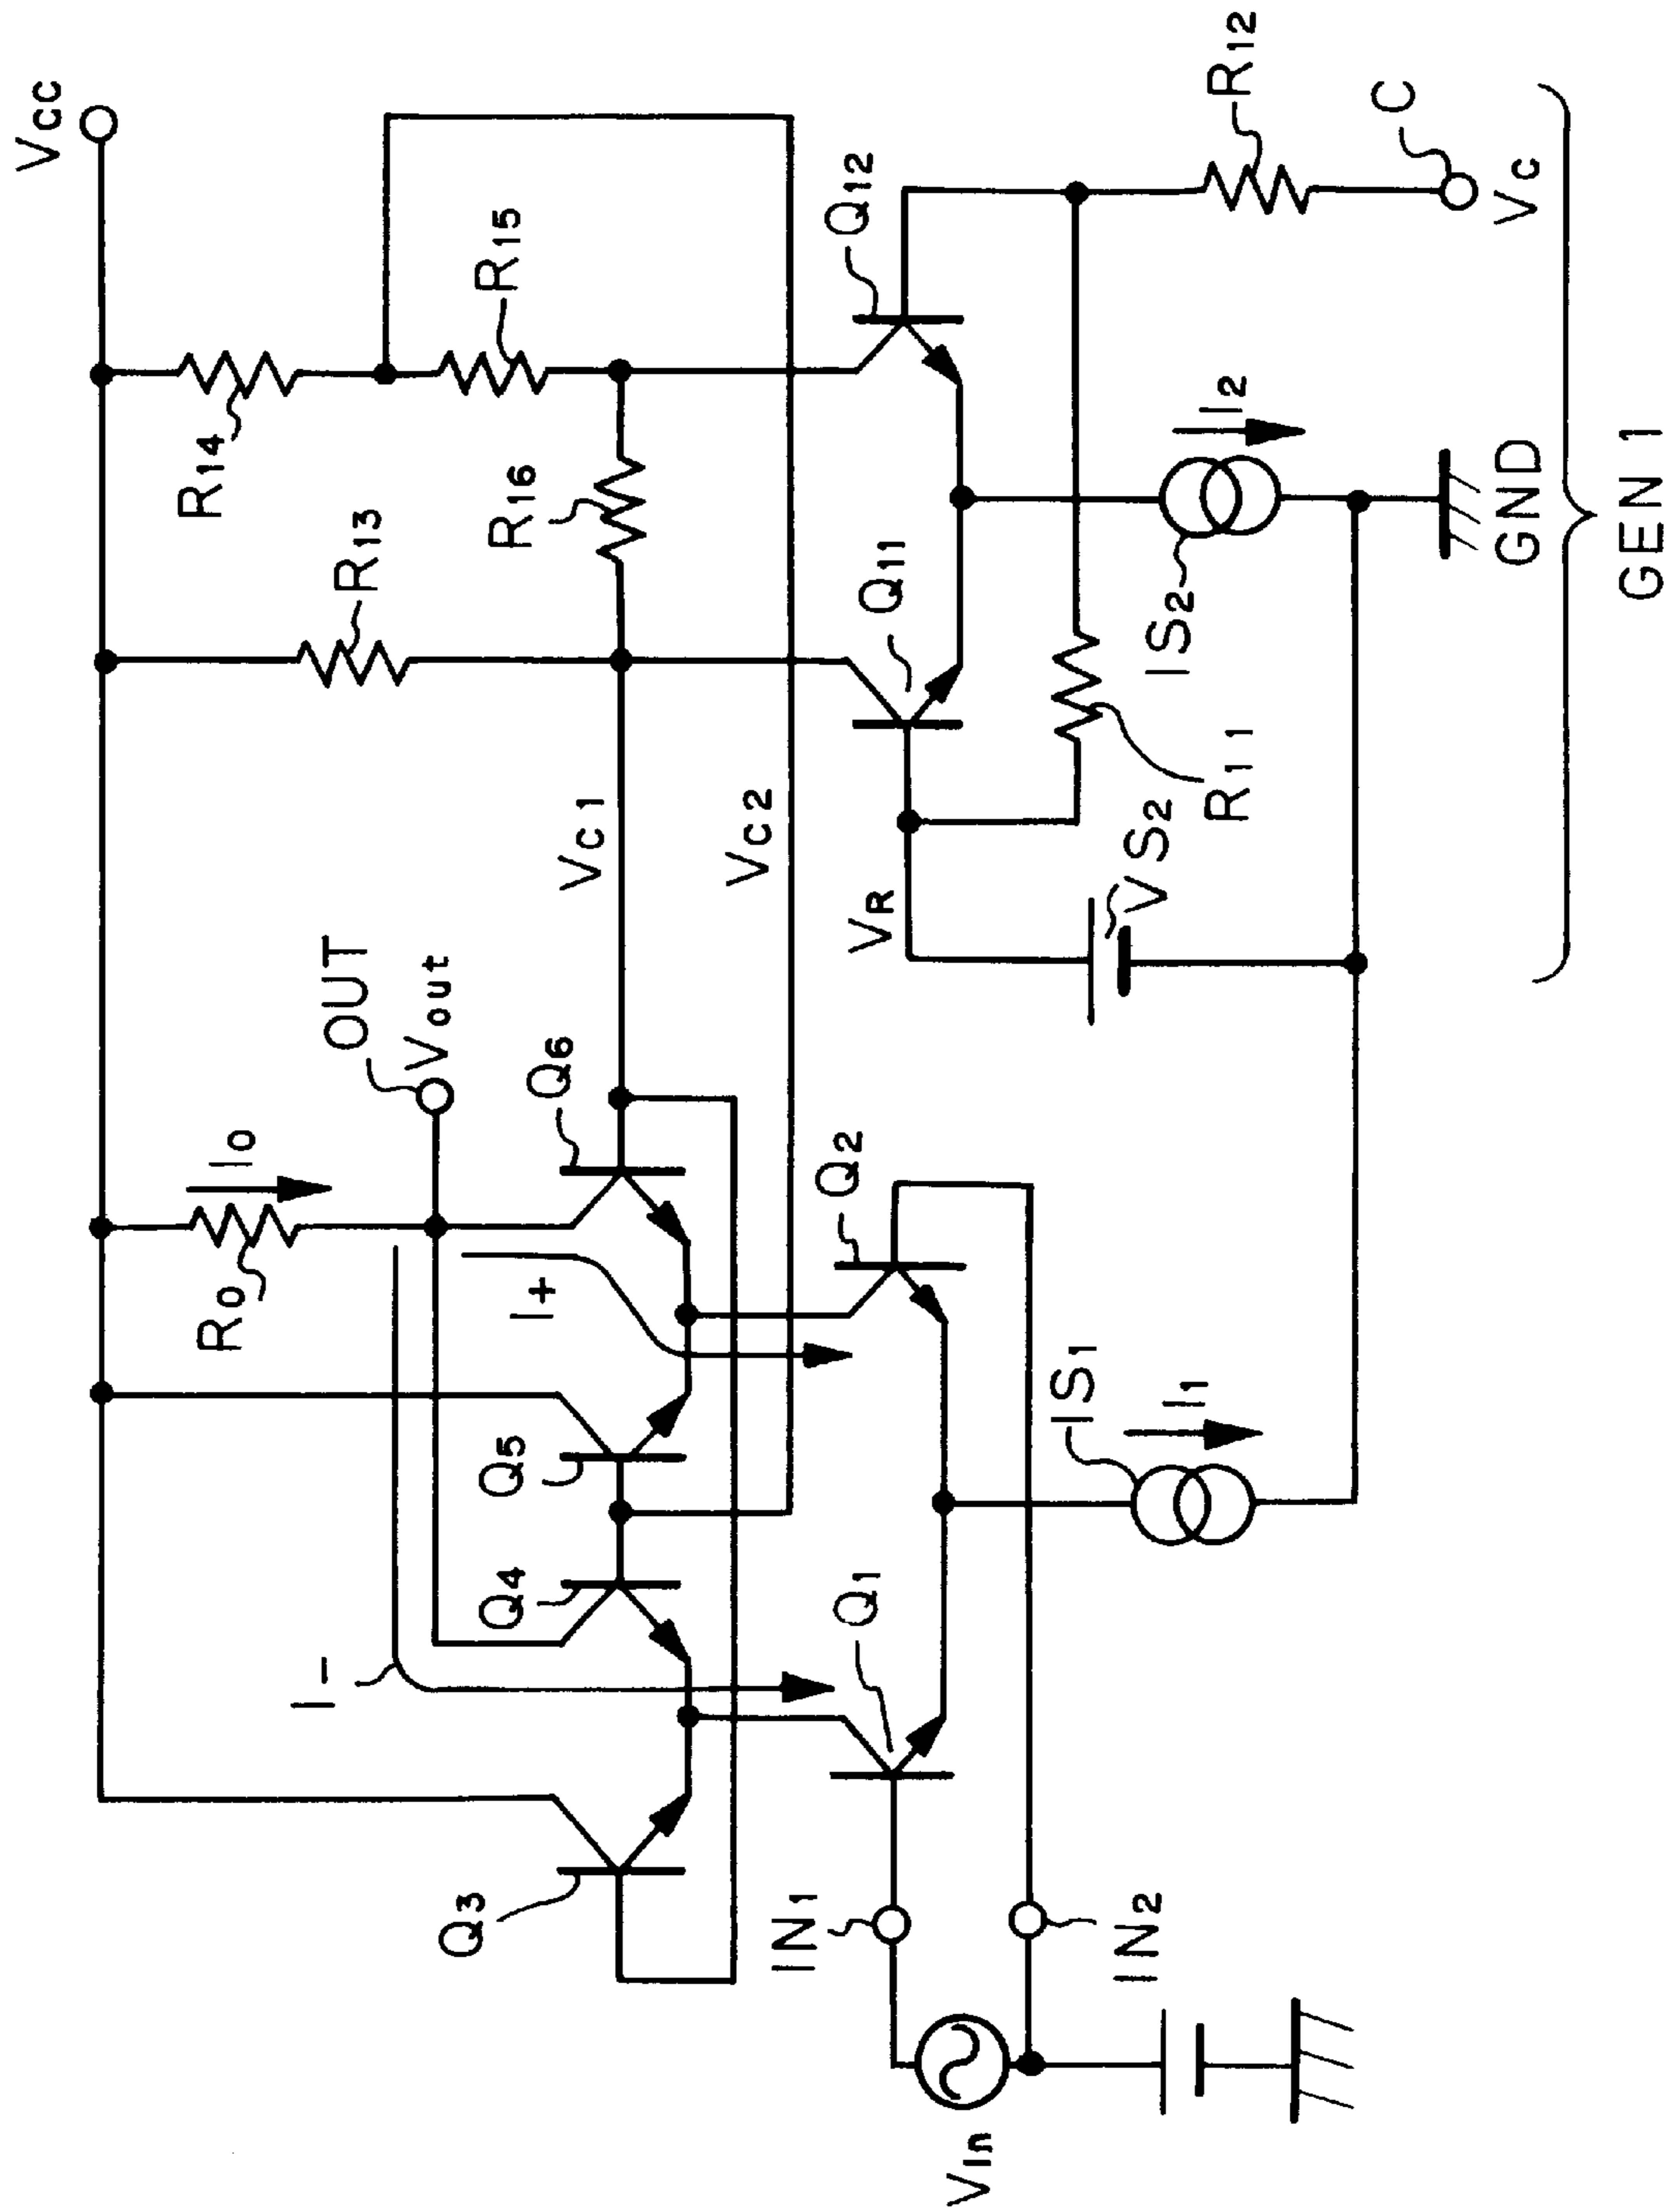 VCC
R14
R15
R13
R16
Q12
R12
C
VC
Q11
I2
IS2
R11
VS2
VR
GND
GEN 1
VC1
VC2
OUT
Vout
I0
R0
Q6
I+
Q2
Q5
Q4
I-
Q1
IS1
I1
Q3
IN1
IN2
Vin